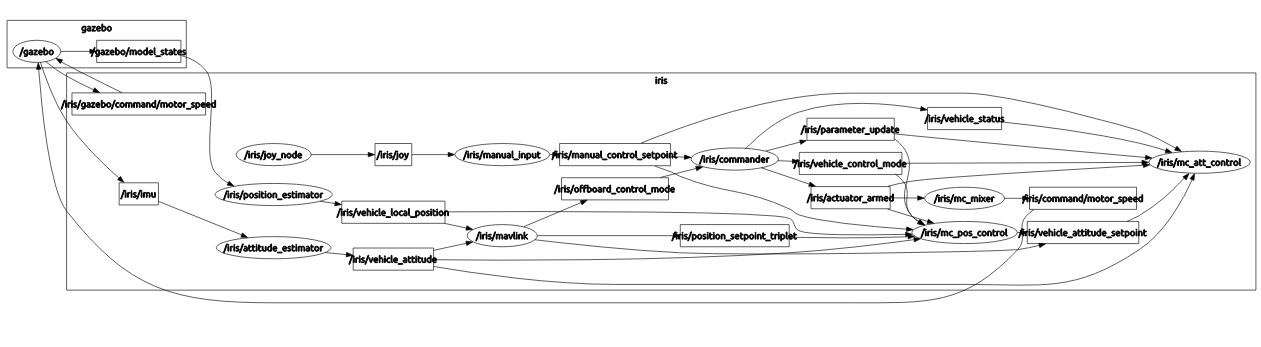 gazebo
/gazebo
/gazebo/model_states
iris
/iris/gazebo/command/motor_speed
/iris/vehicle_status
/iris/parameter_update
/iris/joy_node
/iris/joy
/iris/manual_input
/iris/manual_control_setpoint
/iris/commander
/iris/vehicle_control_mode
/iris/mc_att_control
/iris/imu
/iris/position_estimator
/iris/offboard_control_mode
/iris/actuator_armed
/iris/mc_mixer
/iris/command/motor_speed
/iris/vehicle_local_position
/iris/mavlink
/iris/position_setpoint_triplet
/iris/mc_pos_control
/iris/vehicle_attitude_setpoint
/iris/attitude_estimator
/iris/vehicle_attitude